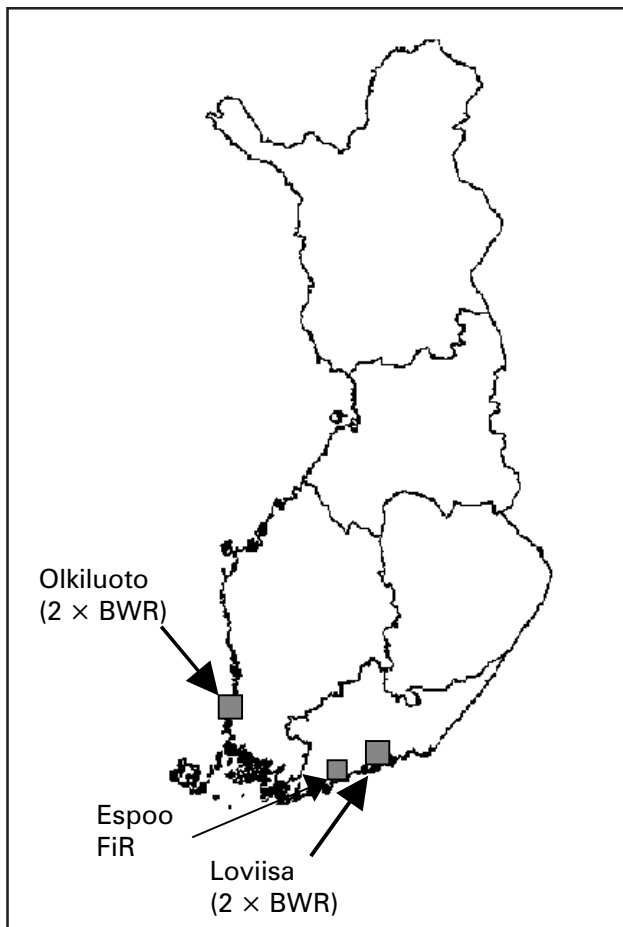 Olkiluoto
(2 × BWR)
Espoo
FiR
Loviisa
(2 × BWR)